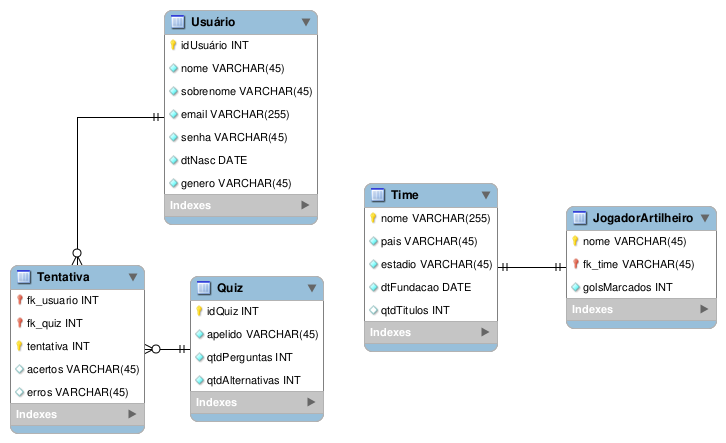 Usuário
idUsuário INT
nome VARCHAR(45)
sobrenome VARCHAR(45)
email VARCHAR(255)
senha VARCHAR(45)
dtNasc DATE
genero VARCHAR(45)
Indexes
Time
nome VARCHAR(255)
pais VARCHAR(45)
estadio VARCHAR(45)
dtFundacao DATE
qtdTitulos INT
Indexes
JogadorArtilheiro
nome VARCHAR(45)
fk_time VARCHAR(45)
golsMarcados INT
Indexes
Tentativa
fk_usuario INT
fk_quiz INT
tentativa INT
acertos VARCHAR(45)
erros VARCHAR(45)
Indexes
Quiz
idQuiz INT
apelido VARCHAR(45)
qtdPerguntas INT
qtdAlternativas INT
Indexes